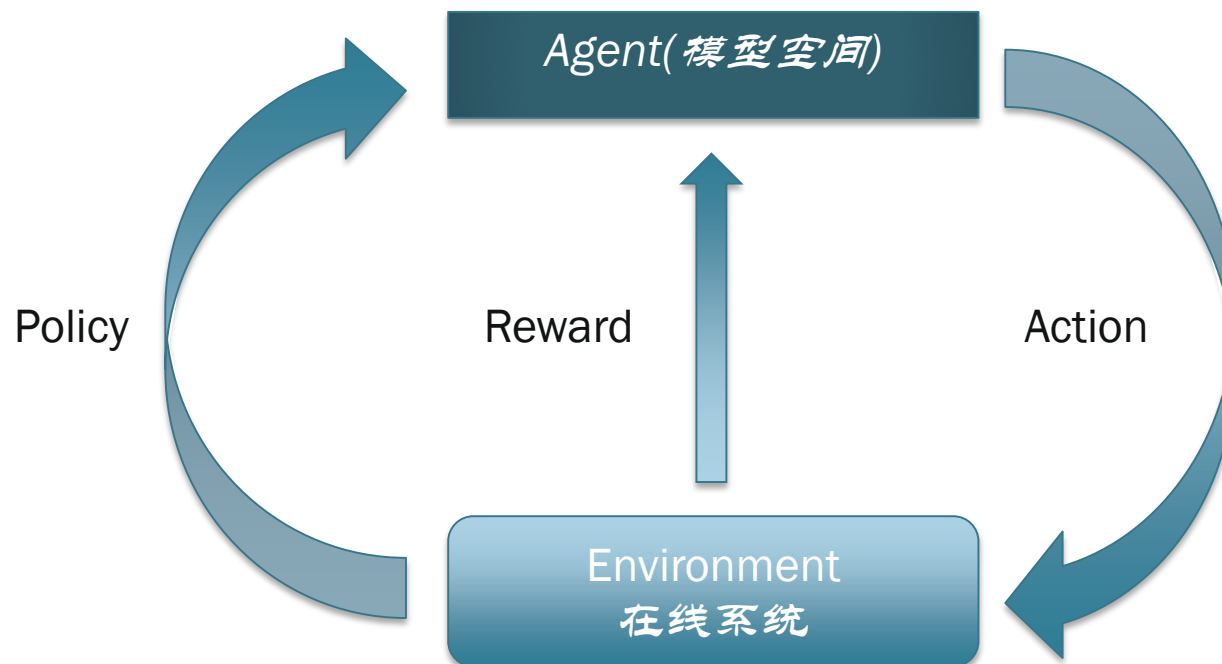 Agent(模型空间)
Policy
Reward
Action
Environment
在线系统